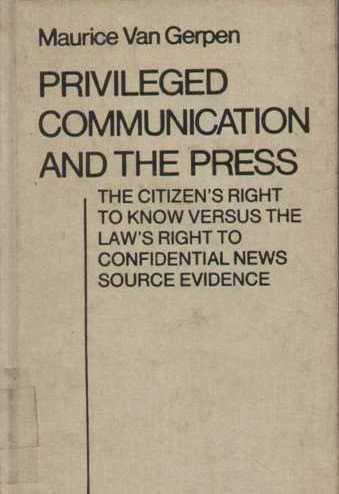 Maurice Van Gerpen
PRIVILEGED
COMMUNICATION
AND THE PRESS
THE CITIZEN'S RIGHT
TO KNOW VERSUS THE
LAW'S RIGHT TO
CONFIDENTIAL NEWS
SOURCE EVIDENCE